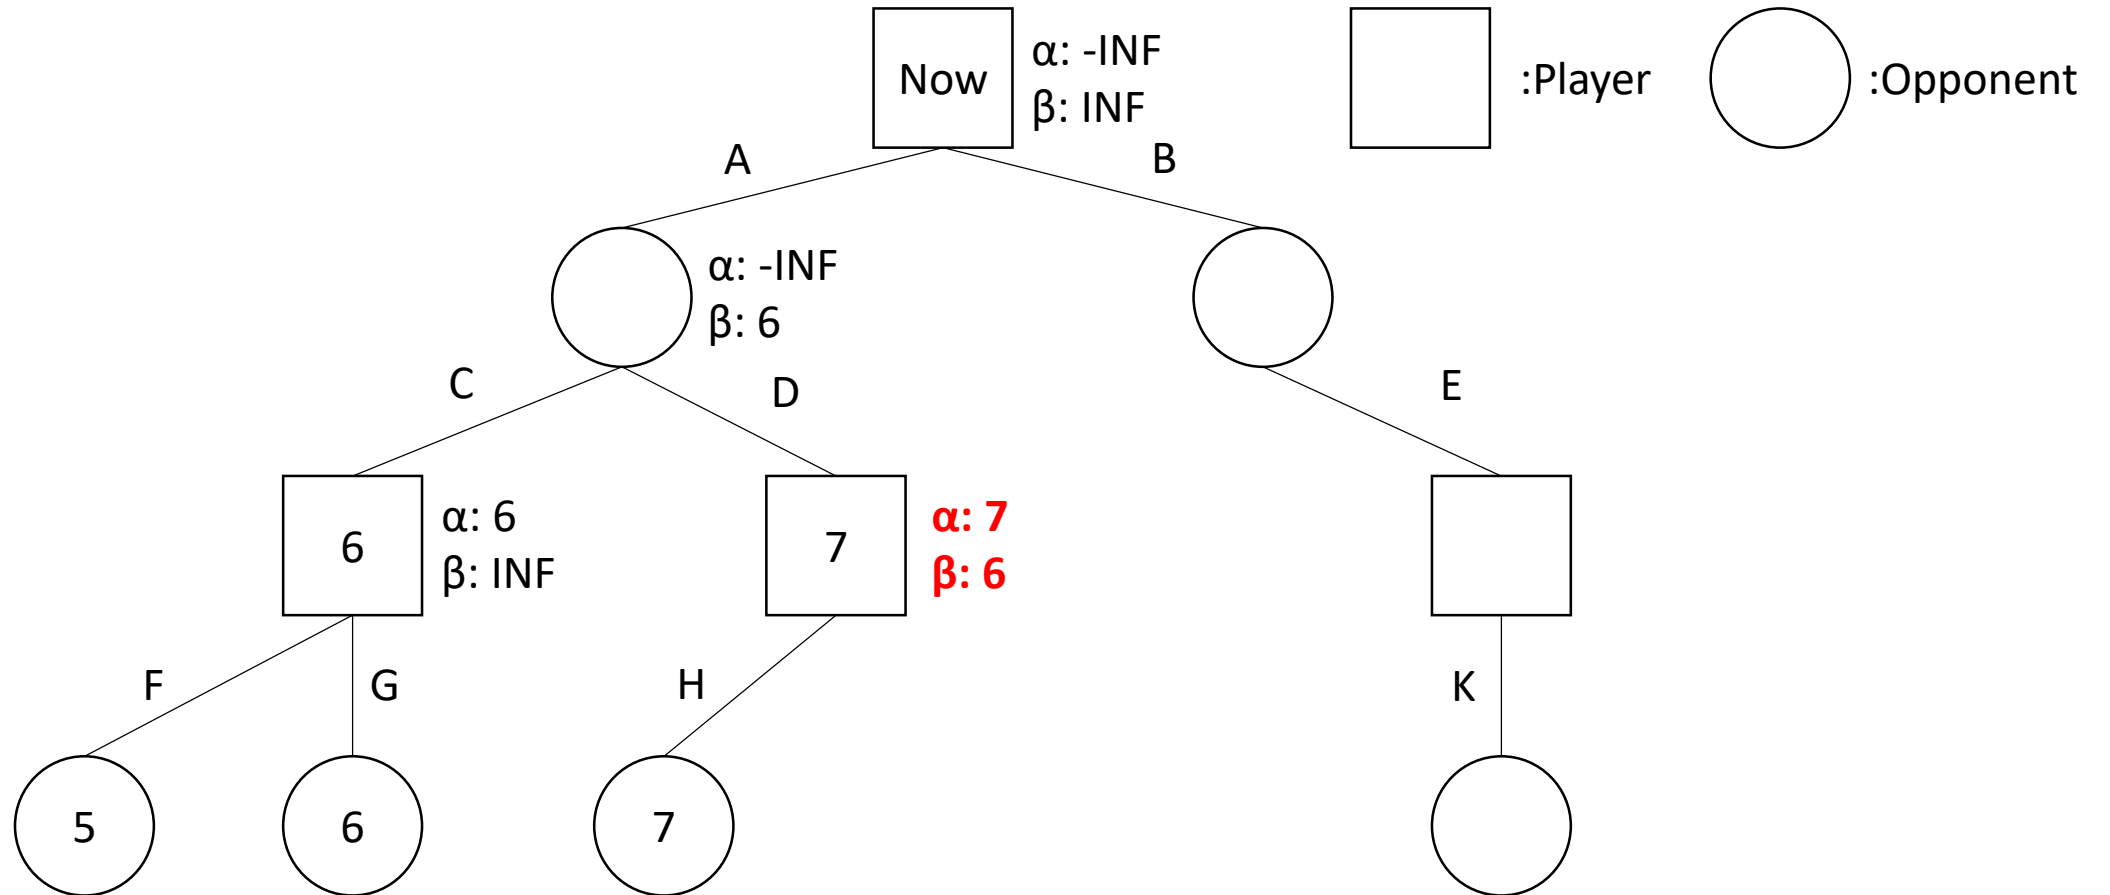 Now
α: -INF
β: INF
:Player
:Opponent
A
B
α: -INF
β: 6
C
D
E
6
α: 6
β: INF
7
α: 7
β: 6
F
G
H
K
5
6
7